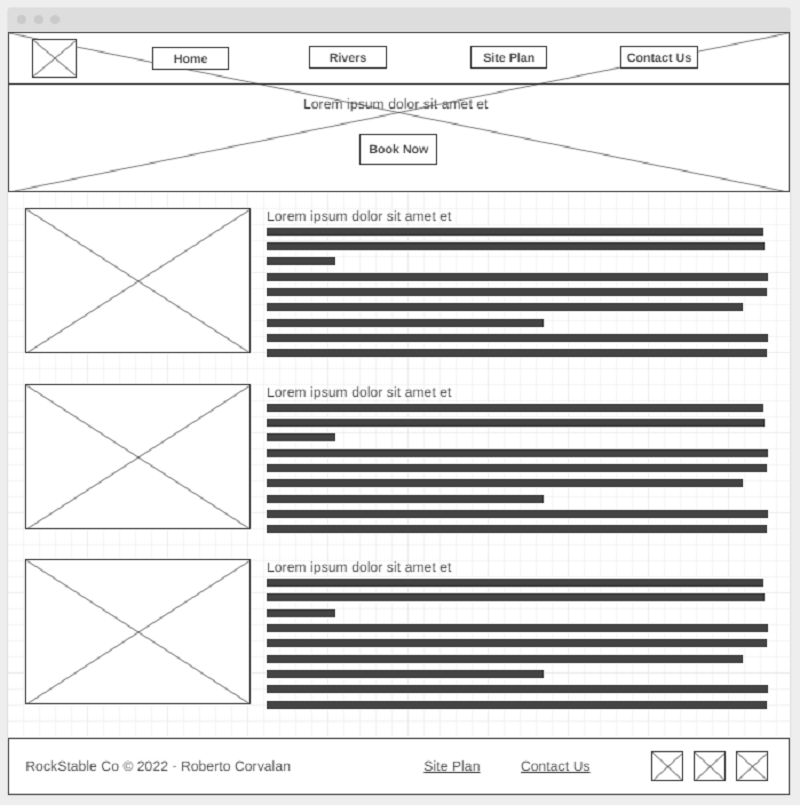 Home Rivers Site Plan Contact Us
Lorem ipsum dolor sit amet et
Book Now
Lorem ipsum dolor sit amet et
Lorem ipsum dolor sit amet et
Lorem ipsum dolor sit amet et
RockStable Co © 2022 - Roberto Corvalan Site Plan Contact Us